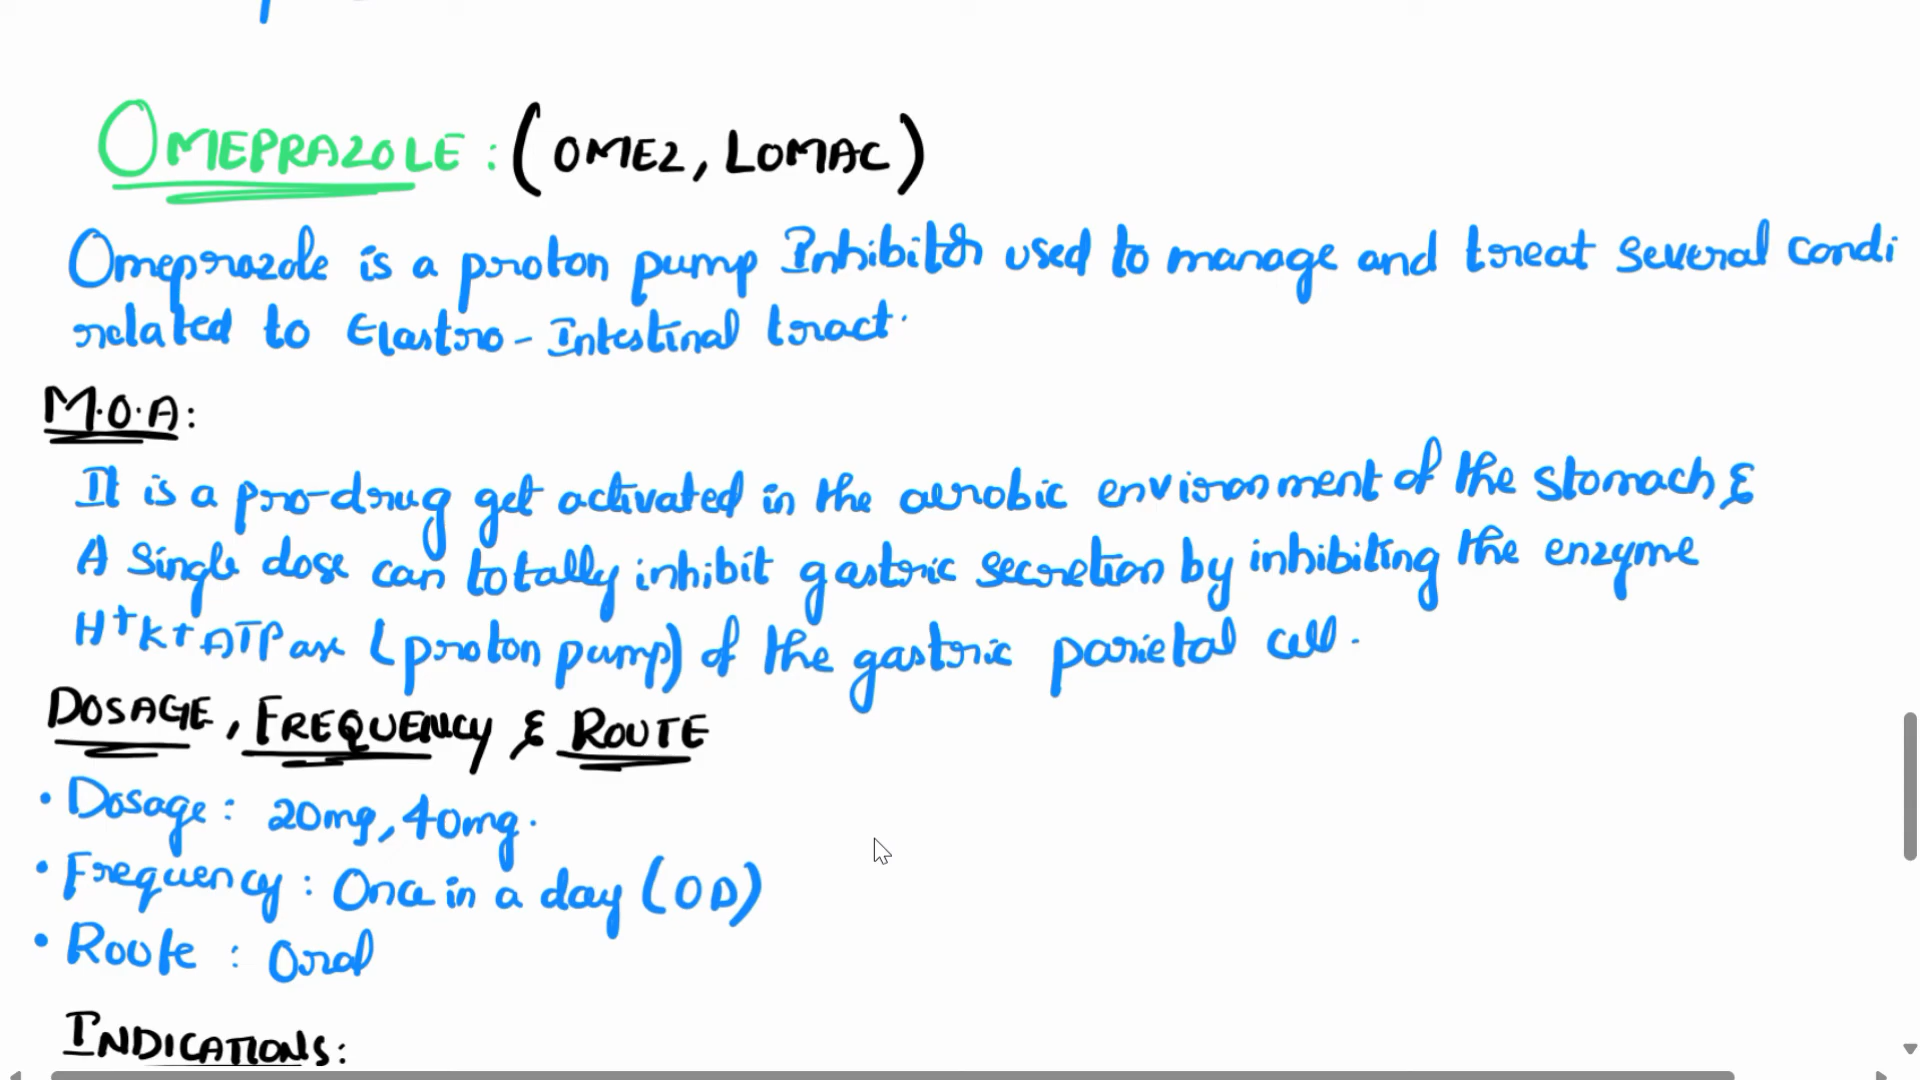 OMEPRAZOLE : (OMEZ, LOMAC)
Omeprazole is a proton pump Inhibitor used to manage and treat several condi
related to Gastro-Intestinal tract.
M.O.A:
It is a pro-drug get activated in the aerobic environment of the stomach &
A single dose can totally inhibit gastric secretion by inhibiting the enzyme
H+K+ATPase (proton pump) of the gastric parietal cell.
DOSAGE, FREQUENCY & ROUTE
• Dosage: 20mg, 40mg.
• Frequency: Once in a day (OD)
• Route : Oral
INDICATIONS: